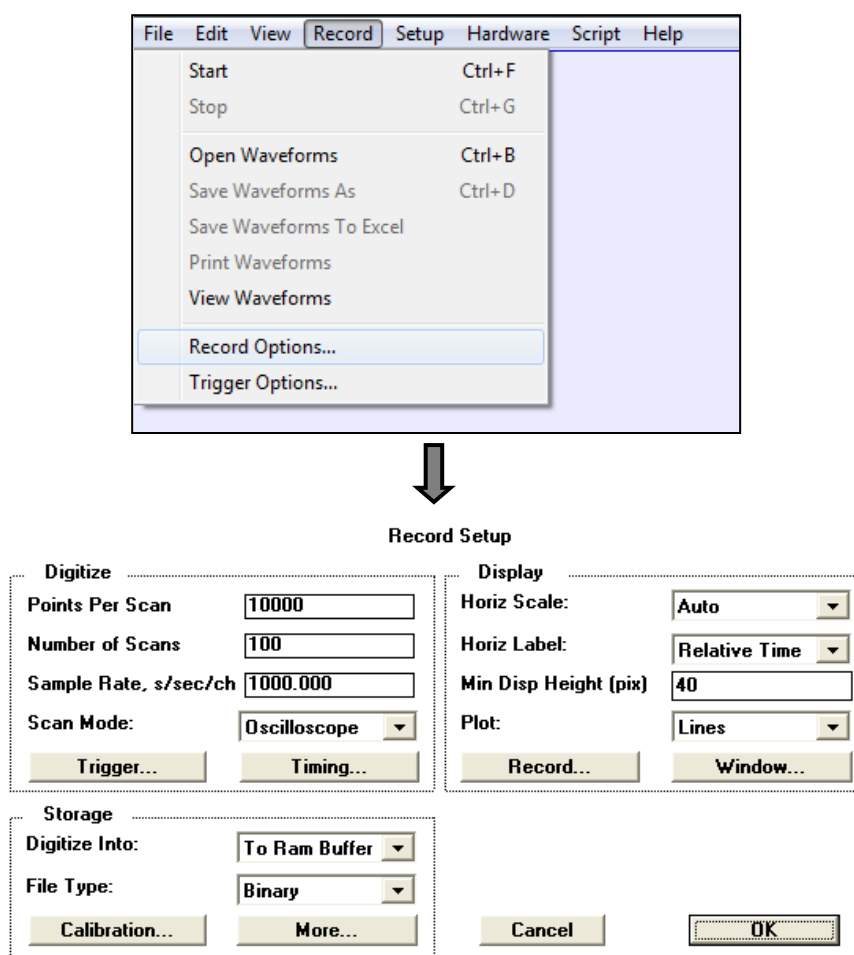 File Edit View Record Setup Hardware Script Help
Start Ctrl+F
Stop Ctrl+G
Open Waveforms Ctrl+B
Save Waveforms As Ctrl+D
Save Waveforms To Excel
Print Waveforms
View Waveforms
Record Options...
Trigger Options...
Record Setup
Digitize
Points Per Scan 10000
Number of Scans 100
Sample Rate, s/sec/ch 1000.000
Scan Mode: Oscilloscope
Trigger... Timing...
Display
Horiz Scale: Auto
Horiz Label: Relative Time
Min Disp Height (pix) 40
Plot: Lines
Record... Window...
Storage
Digitize Into: To Ram Buffer
File Type: Binary
Calibration... More...
Cancel OK